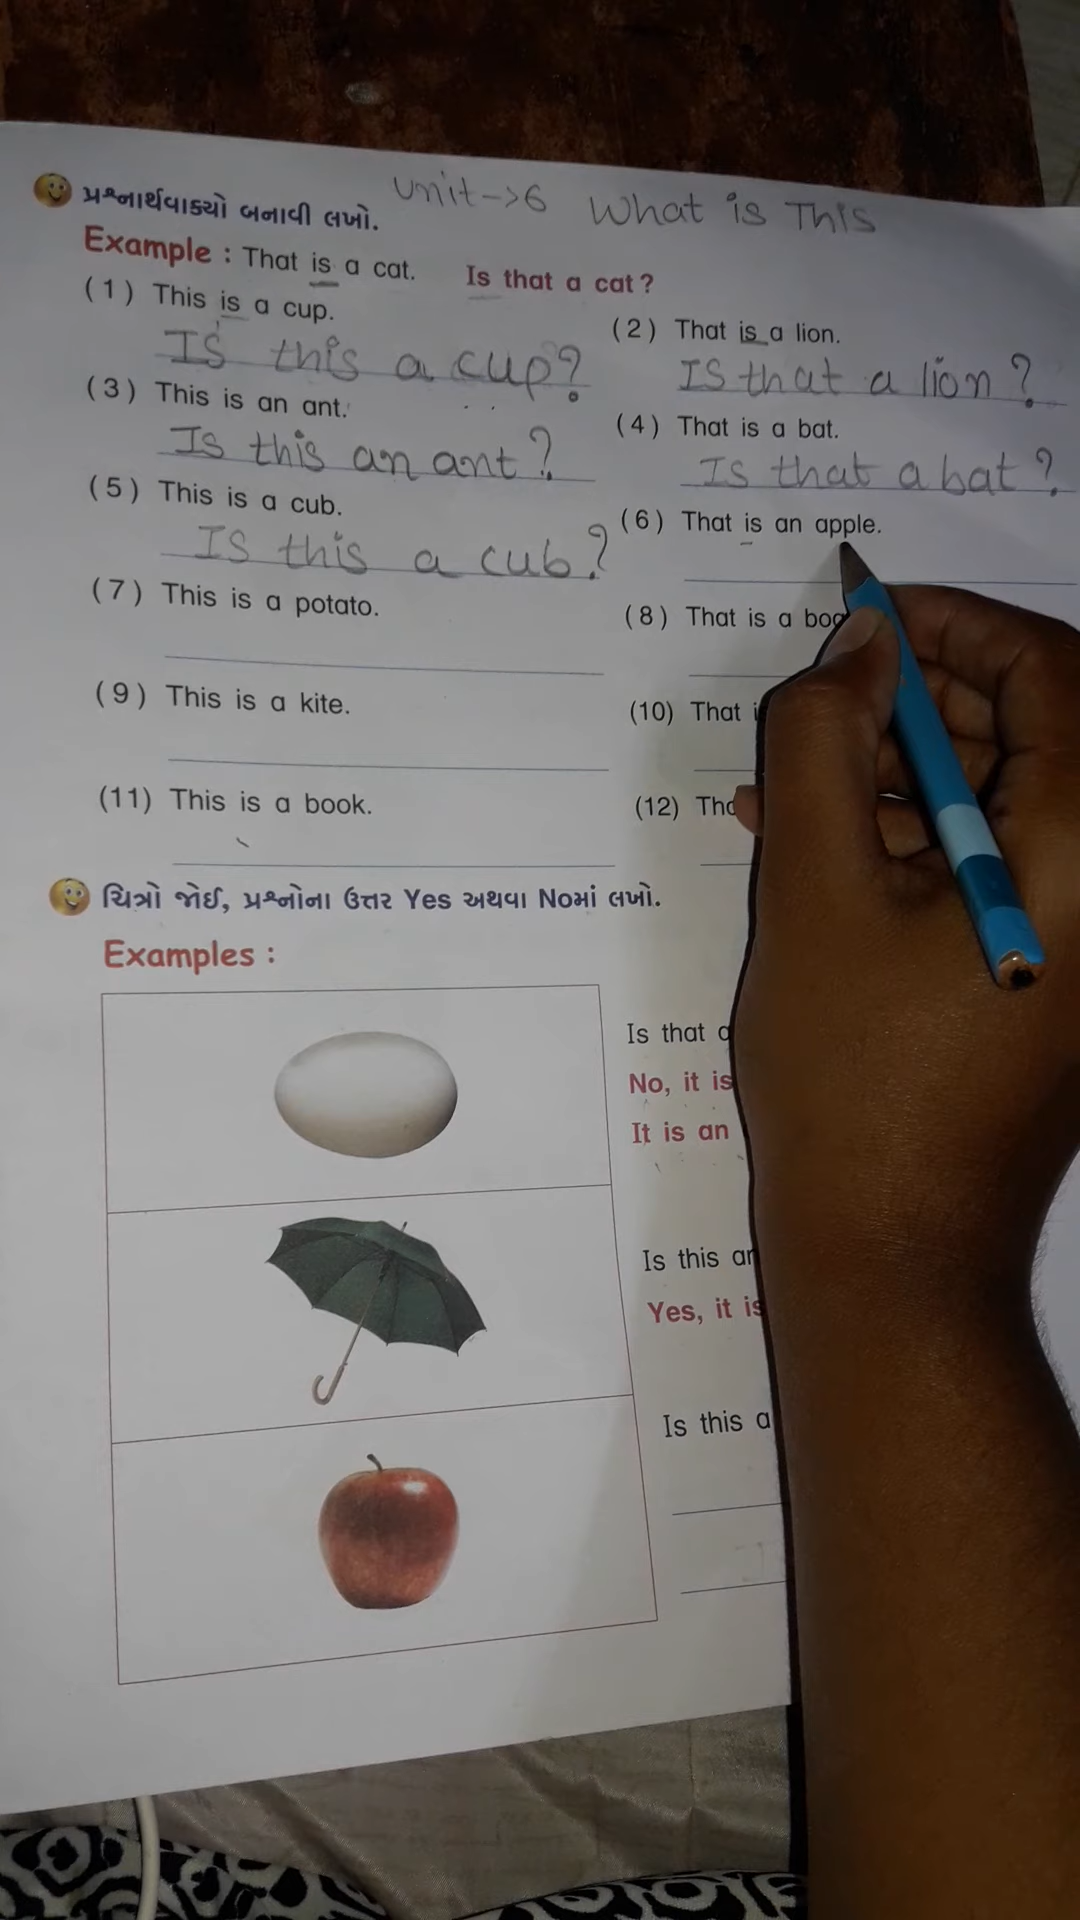 unit->6 What is This
પ્રશ્નાર્થવાક્યો બનાવી લખો.
Example : That is a cat. Is that a cat ?
(1) This is a cup.
Is this a cup?
(2) That is a lion.
Is that a lion ?
(3) This is an ant.
Is this an ant ?
(4) That is a bat.
Is that a bat ?
(5) This is a cub.
Is this a cub ?
(6) That is an apple.
(7) This is a potato.
(8) That is a
(9) This is a kite.
(10) That
(11) This is a book.
(12)
ચિત્રો જોઈ, પ્રશ્નોના ઉત્તર Yes અથવા Noમાં લખો.
Examples :
Is that
No, it is
It is an
Is this
Yes, it is
Is this a